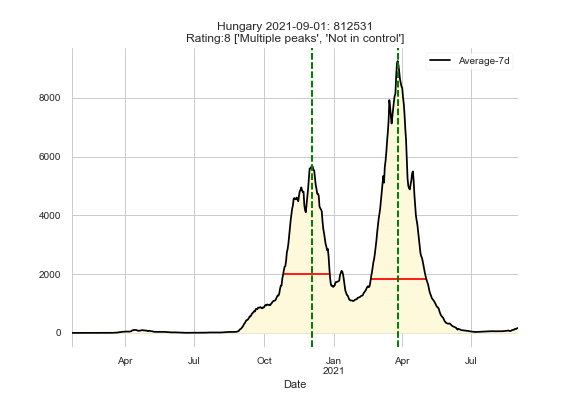 Hungary 2021-09-01: 812531
Rating:8 ['Multiple peaks', 'Not in control']
Average-7d
8000
6000
4000
2000
0
Apr
Jul
Oct
Jan
2021
Apr
Jul
Date